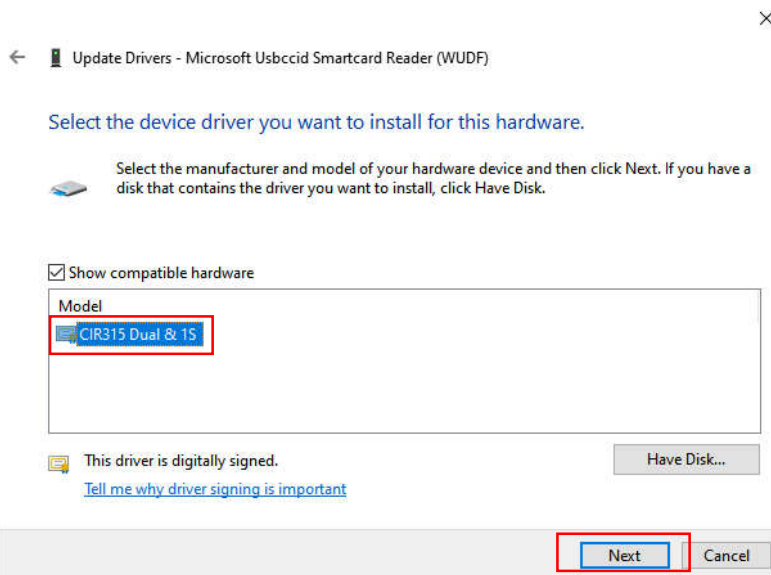 Update Drivers - Microsoft Usbccid Smartcard Reader (WUDF)
Select the device driver you want to install for this hardware.
Select the manufacturer and model of your hardware device and then click Next. If you have a
disk that contains the driver you want to install, click Have Disk.
Show compatible hardware
Model
CIR315 Dual & 1S
This driver is digitally signed.
Have Disk...
Tell me why driver signing is important
Next
Cancel